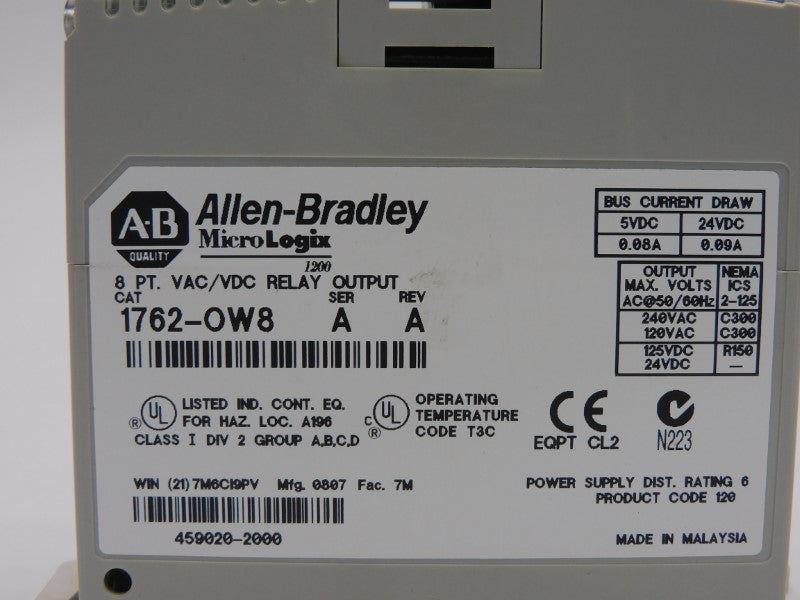 A-B
QUALITY
Allen-Bradley
MicroLogix
1200
8 PT. VAC/VDC RELAY OUTPUT
CAT SER REV
1762-OW8 A A
BUS CURRENT DRAW
5VDC 24VDC
0.08A 0.09A
OUTPUT MAX. VOLTS AC@50/60Hz NEMA ICS 2-125
240VAC C300
120VAC C300
125VDC R150
24VDC —
UL ® LISTED IND. CONT. EQ.
FOR HAZ. LOC. A196
CLASS I DIV 2 GROUP A,B,C,D
C UL ® OPERATING
TEMPERATURE
CODE T3C
CE
EQPT CL2
N223
WIN (21) 7M6CI9PV Mfg. 0807 Fac. 7M
459020-2000
POWER SUPPLY DIST. RATING 6
PRODUCT CODE 120
MADE IN MALAYSIA